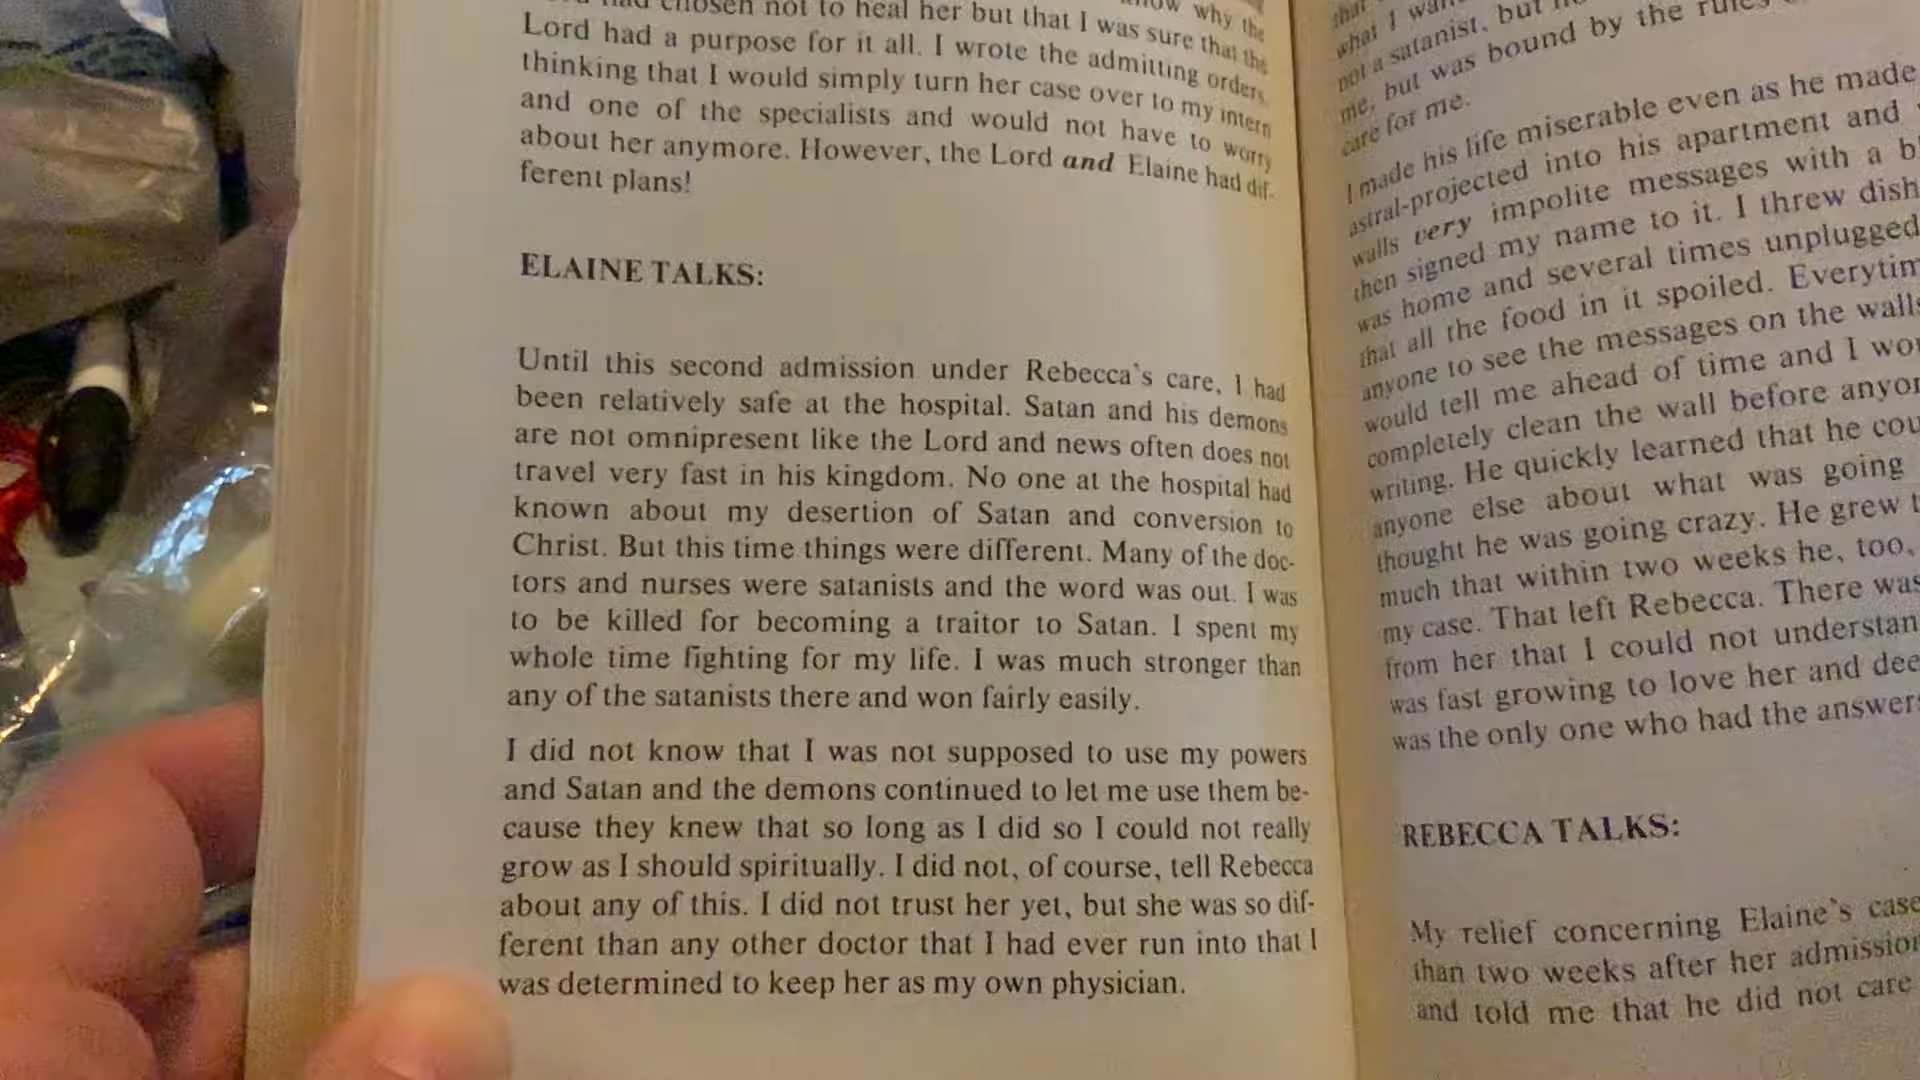 chosen not to heal her but that I was sure that the
Lord had a purpose for it all. I wrote the admitting orders
thinking that I would simply turn her case over to my intern
and one of the specialists and would not have to worry
about her anymore. However, the Lord and Elaine had dif-
ferent plans!
ELAINE TALKS:
Until this second admission under Rebecca's care, I had
been relatively safe at the hospital. Satan and his demons
are not omnipresent like the Lord and news often does not
travel very fast in his kingdom. No one at the hospital had
known about my desertion of Satan and conversion to
Christ. But this time things were different. Many of the doc-
tors and nurses were satanists and the word was out. I was
to be killed for becoming a traitor to Satan. I spent my
whole time fighting for my life. I was much stronger than
any of the satanists there and won fairly easily.
I did not know that I was not supposed to use my powers
and Satan and the demons continued to let me use them be-
cause they knew that so long as I did so I could not really
grow as I should spiritually. I did not, of course, tell Rebecca
about any of this. I did not trust her yet, but she was so dif-
ferent than any other doctor that I had ever run into that I
was determined to keep her as my own physician.
what I
not a satanist, but
me, but was bound by the rules
care for me.
I made his life miserable even as he made
astral-projected into his apartment and
walls very impolite messages with a
then signed my name to it. I threw
was home and several times unplugged
that all the food in it spoiled.
anyone to see the messages on the
would tell me ahead of time and I
completely clean the wall before
writing. He quickly learned that he
anyone else about what was going
thought he was going crazy. He grew
much that within two weeks he, too,
my case. That left Rebecca. There was
from her that I could not
was fast growing to love her and
was the only one who had the
REBECCA TALKS:
My relief concerning Elaine's case
than two weeks after her
and told me that he did not care